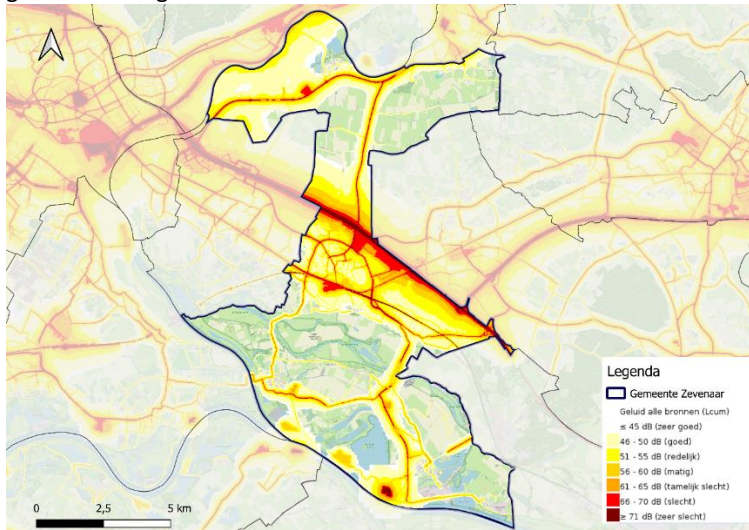 Legenda
Gemeente Zevenaar
Geluid alle bronnen (Lcum)
≤ 45 dB (zeer goed)
46 - 50 dB (goed)
51 - 55 dB (redelijk)
56 - 60 dB (matig)
61 - 65 dB (tamelijk slecht)
66 - 70 dB (slecht)
≥ 71 dB (zeer slecht)
0 2,5 5 km